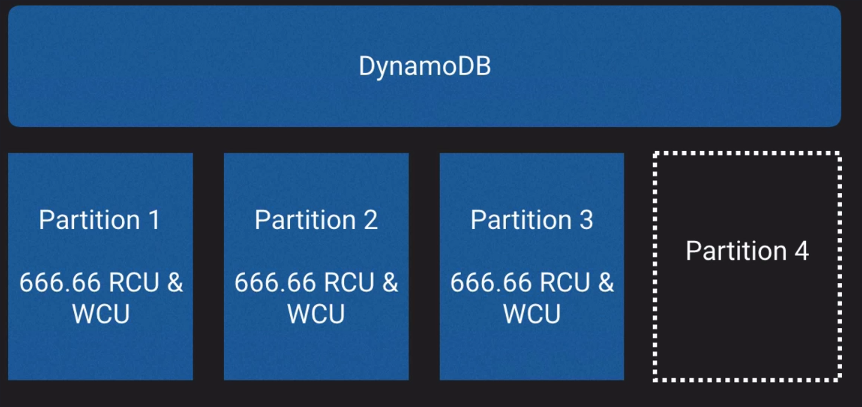 DynamoDB
Partition 1
666.66 RCU &
WCU
Partition 2
666.66 RCU &
WCU
Partition 3
666.66 RCU &
WCU
Partition 4